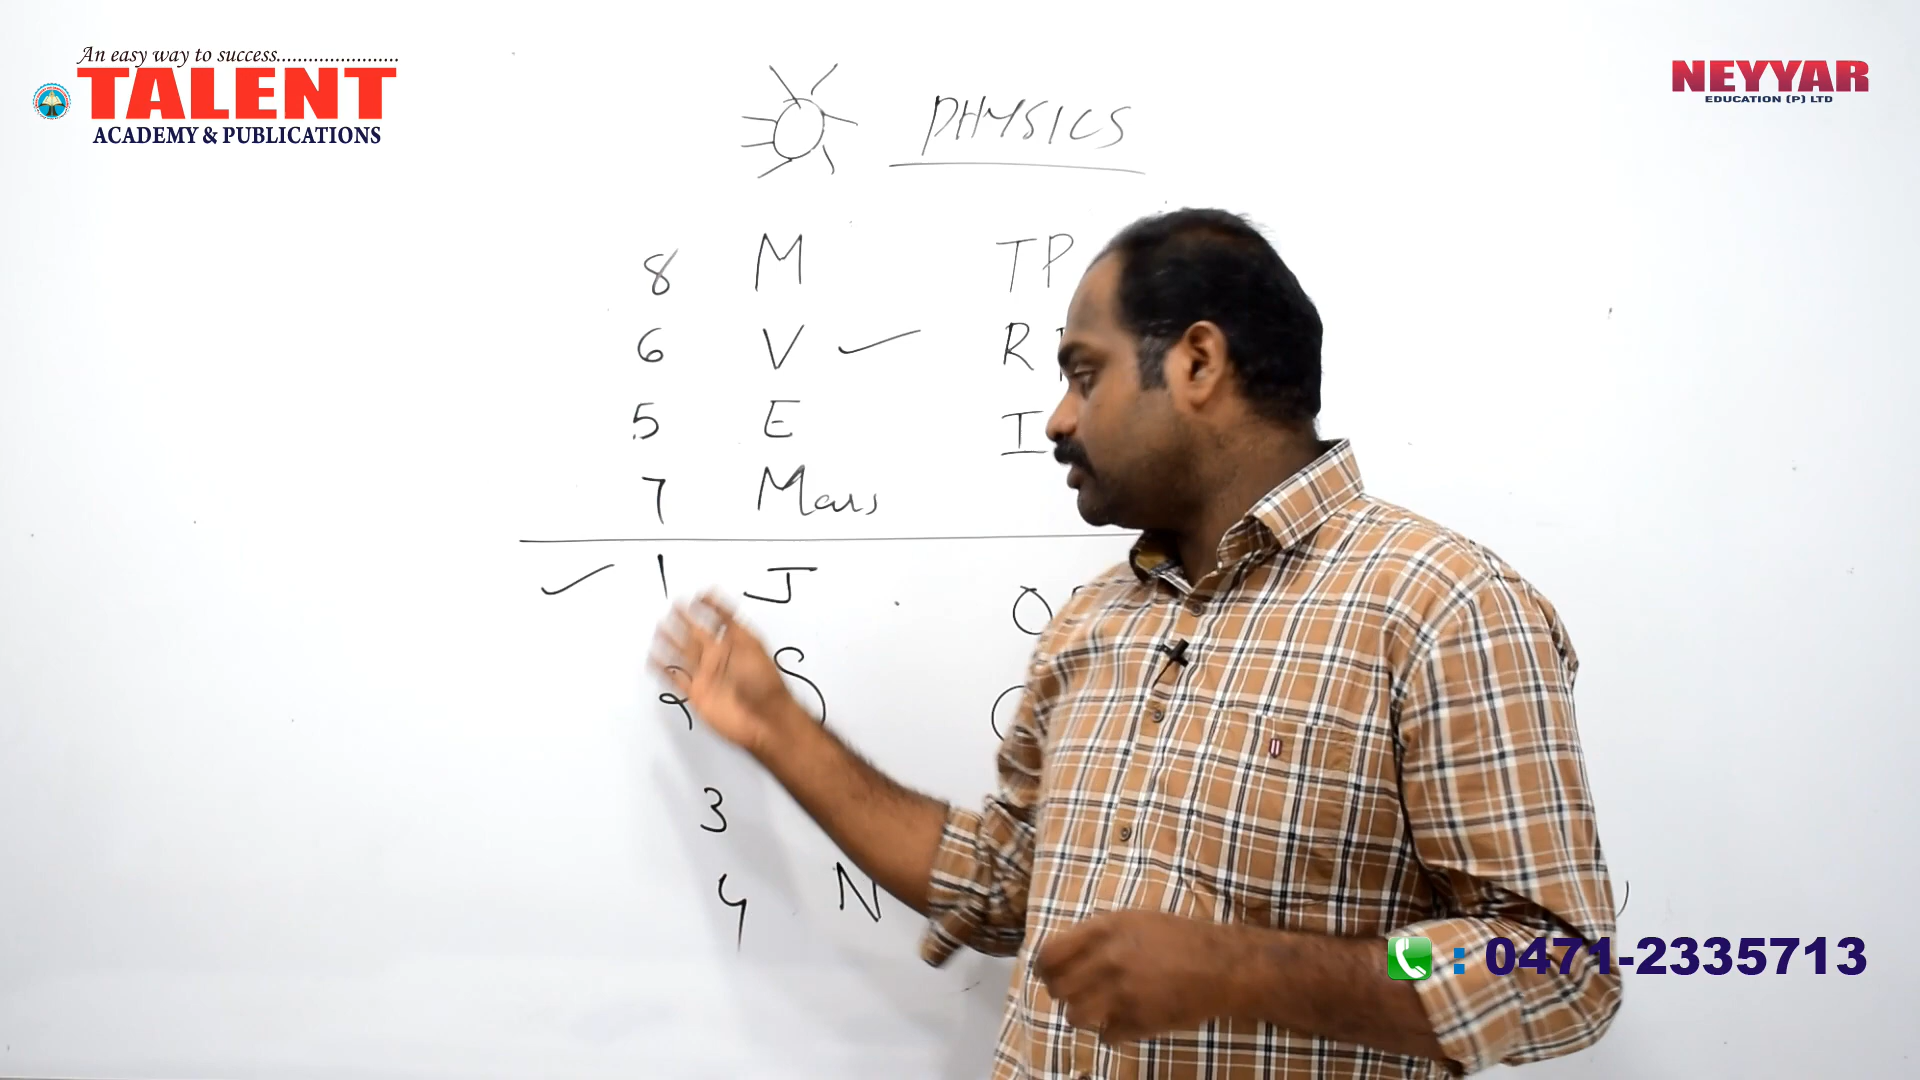 An easy way to success.......................
TALENT
ACADEMY & PUBLICATIONS
NEYYAR
EDUCATION (P) LTD
PHYSICS
8 M TP
6 V R
5 E I
7 Mars
1 J O
2 S
3
4 N
: 0471-2335713